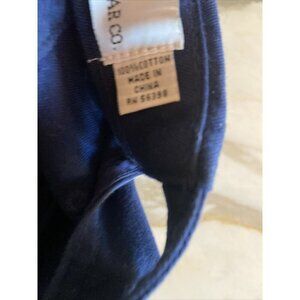 AR CO.
100% COTTON
MADE IN
CHINA
RN 56398